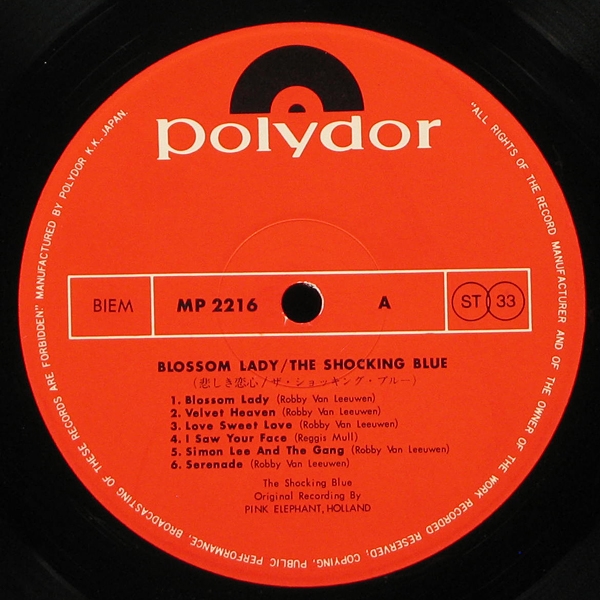 polydor
BIEM MP 2216 A ST 33
BLOSSOM LADY/THE SHOCKING BLUE
(悲しき恋心/ザ・ショッキング・ブルー)
1. Blossom Lady (Robby Van Leeuwen)
2. Velvet Heaven (Robby Van Leeuwen)
3. Love Sweet Love (Robby Van Leeuwen)
4. I Saw Your Face (Reggis Mull)
5. Simon Lee And The Gang (Robby Van Leeuwen)
6. Serenade (Robby Van Leeuwen)
The Shocking Blue
Original Recording By
PINK ELEPHANT, HOLLAND
"ALL RIGHTS OF THE RECORD MANUFACTURER AND OF THE OWNER OF THE WORK RECORDED RESERVED; COPYING, PUBLIC PERFORMANCE, BROADCASTING OF THESE RECORDS ARE FORBIDDEN" MANUFACTURED BY POLYDOR K.K., JAPAN.